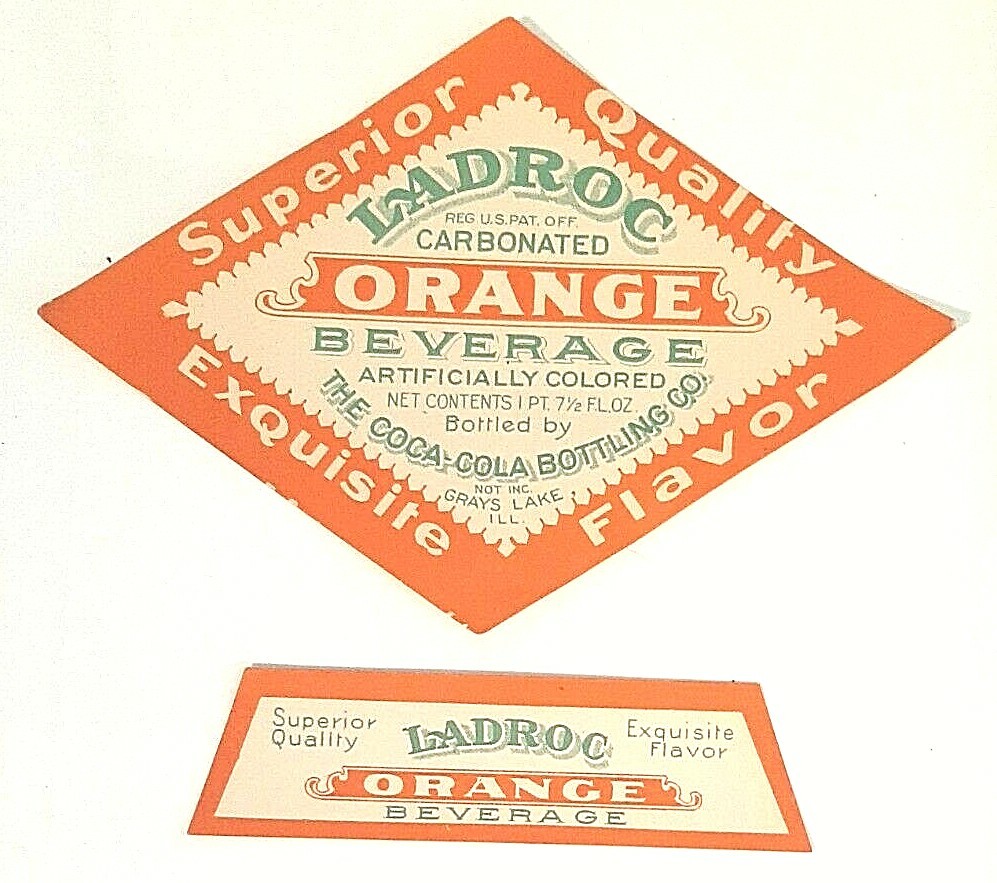 Superior Quality
LADROC
REG U.S. PAT. OFF.
CARBONATED
ORANGE
BEVERAGE
ARTIFICIALLY COLORED
NET CONTENTS 1 PT. 7½ F.L.OZ
Bottled by
THE COCA-COLA BOTTLING CO.
NOT INC.
GRAYS LAKE,
ILL.
Exquisite Flavor
Superior
Quality
LADROC
Exquisite
Flavor
ORANGE
BEVERAGE